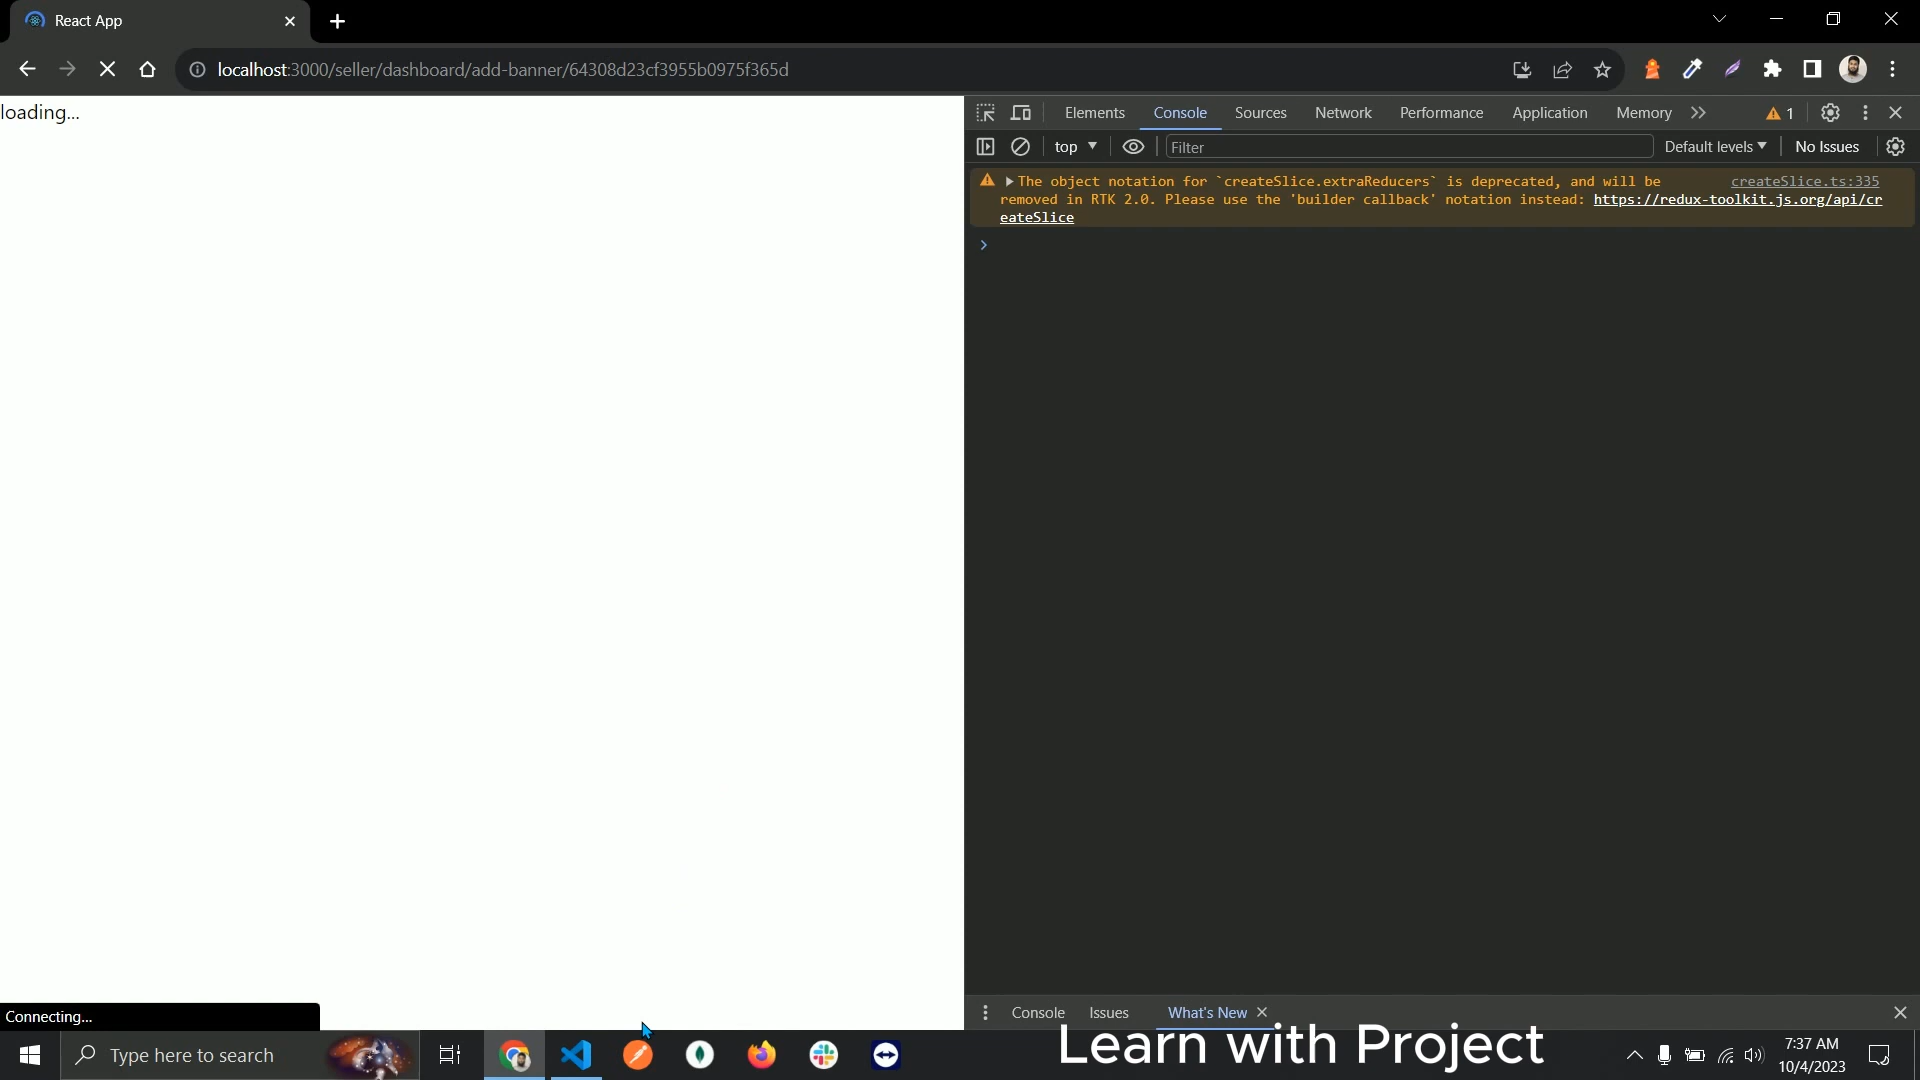 React App
localhost:3000/seller/dashboard/add-banner/64308d23cf3955b0975f365d
loading...
Elements Console Sources Network Performance Application Memory 1
top Filter Default levels No Issues
The object notation for `createSlice.extraReducers` is deprecated, and will be createSlice.ts:335
removed in RTK 2.0. Please use the 'builder callback' notation instead: https://redux-toolkit.js.org/api/cr
eateSlice
Connecting...
Console Issues What's New
Type here to search
Learn with Project
7:37 AM
10/4/2023